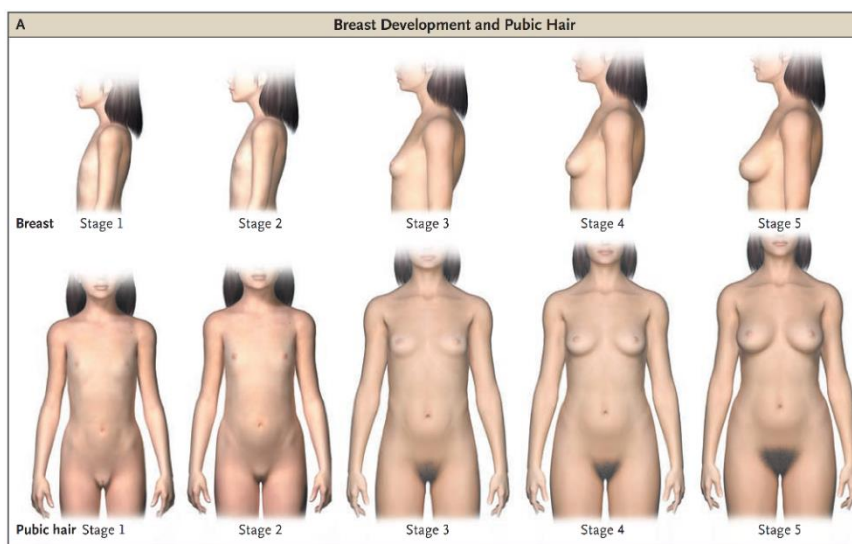 A Breast Development and Pubic Hair
Breast Stage 1 Stage 2 Stage 3 Stage 4 Stage 5
Pubic hair Stage 1 Stage 2 Stage 3 Stage 4 Stage 5